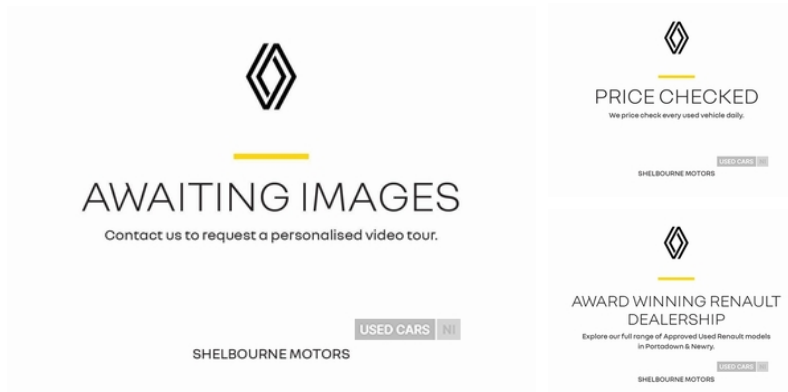 AWAITING IMAGES
Contact us to request a personalised video tour.
USED CARS NI
SHELBOURNE MOTORS
PRICE CHECKED
We price check every used vehicle daily.
USED CARS NI
SHELBOURNE MOTORS
AWARD WINNING RENAULT
DEALERSHIP
Explore our full range of Approved Used Renault models
in Portadown & Newry.
USED CARS NI
SHELBOURNE MOTORS